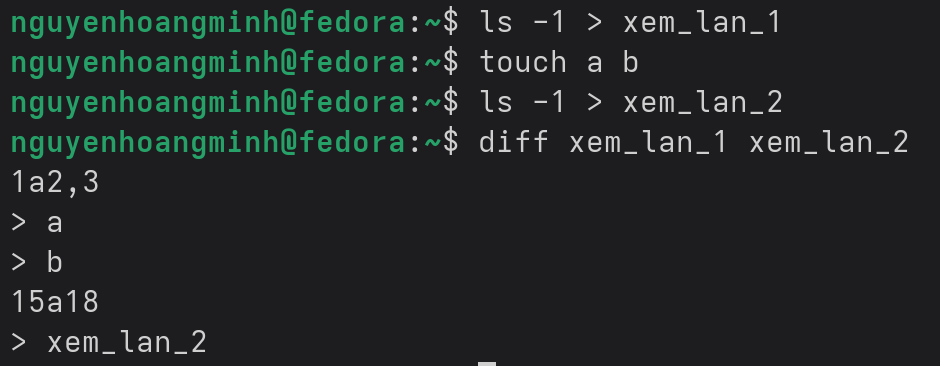 nguyenhoangminh@fedora:~$ ls -1 > xem_lan_1
nguyenhoangminh@fedora:~$ touch a b
nguyenhoangminh@fedora:~$ ls -1 > xem_lan_2
nguyenhoangminh@fedora:~$ diff xem_lan_1 xem_lan_2
1a2,3
> a
> b
15a18
> xem_lan_2